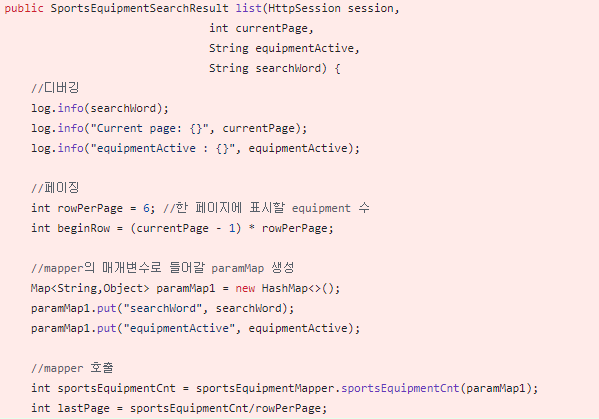 public SportsEquipmentSearchResult list(HttpSession session,
int currentPage,
String equipmentActive,
String searchWord) {
//디버깅
log.info(searchWord);
log.info("Current page: {}", currentPage);
log.info("equipmentActive : {}", equipmentActive);
//페이징
int rowPerPage = 6; //한 페이지에 표시할 equipment 수
int beginRow = (currentPage - 1) * rowPerPage;
//mapper의 매개변수로 들어갈 paramMap 생성
Map<String,Object> paramMap1 = new HashMap<>();
paramMap1.put("searchWord", searchWord);
paramMap1.put("equipmentActive", equipmentActive);
//mapper 호출
int sportsEquipmentCnt = sportsEquipmentMapper.sportsEquipmentCnt(paramMap1);
int lastPage = sportsEquipmentCnt/rowPerPage;